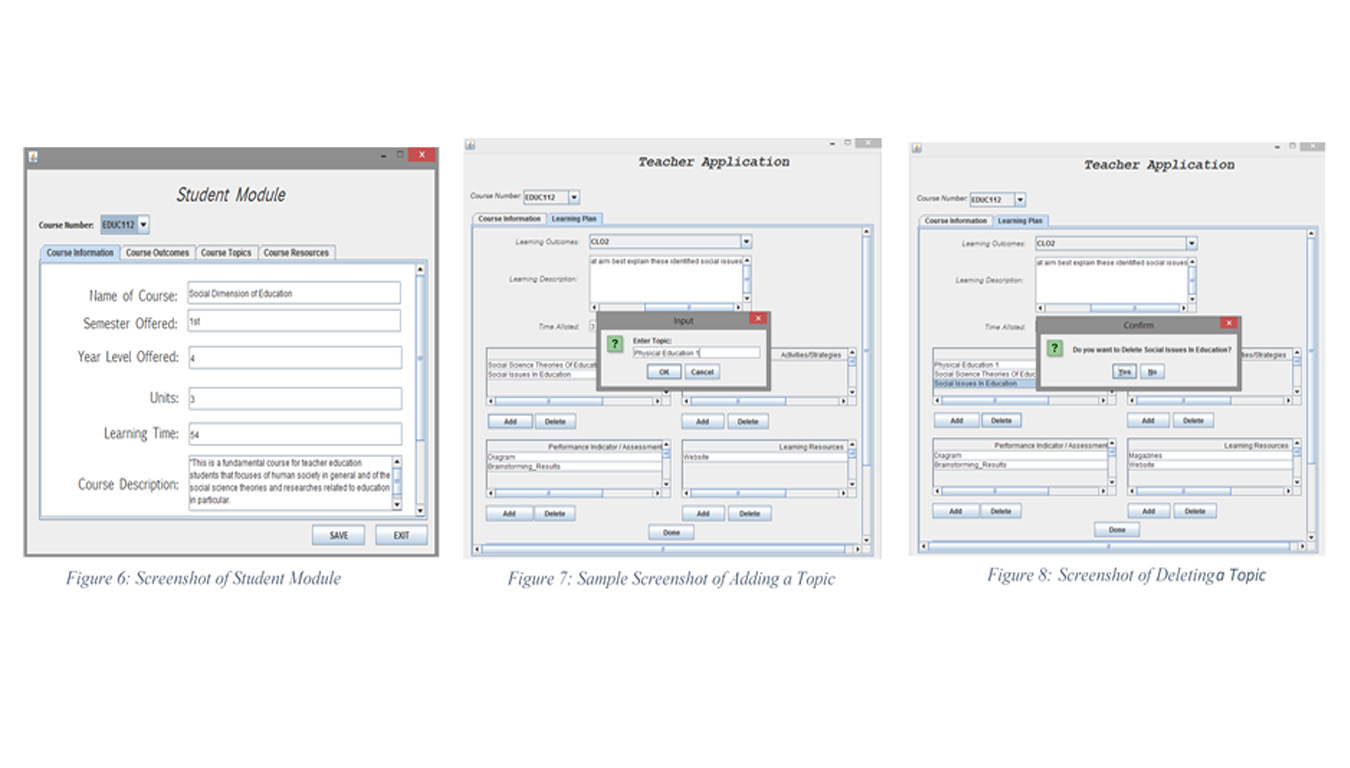 Student Module
Course Number: EDUC112
Course Information Course Outcomes Course Topics Course Resources
Name of Course: Social Dimension of Education
Semester Offered: 1st
Year Level Offered: 4
Units: 3
Learning Time: 54
Course Description: "This is a fundamental course for teacher education
students that focuses of human society in general and of the
social science theories and researches related to education
in particular.
SAVE EXIT
Figure 6: Screenshot of Student Module
Teacher Application
Course Number: EDUC112
Course Information Learning Plan
Learning Outcomes: CLO2
Learning Description: at aim best explain these identified social issues
Time Alloted: 3
Input
Enter Topic:
Physical Education 1
OK Cancel
Activities/Strategies
Social Science Theories Of Educat
Social Issues In Education
Add Delete Add Delete
Performance Indicator / Assessment Learning Resources
Diagram Website
Brainstorming_Results
Add Delete Add Delete
Done
Figure 7: Sample Screenshot of Adding a Topic
Teacher Application
Course Number: EDUC112
Course Information Learning Plan
Learning Outcomes: CLO2
Learning Description: at aim best explain these identified social issues
Time Alloted:
Confirm
Do you want to Delete Social Issues In Education?
Yes No
ties/Strategies
Physical Education 1
Social Science Theories Of Educ
Social Issues In Education
Add Delete Add Delete
Performance Indicator / Assessment Learning Resources
Diagram Magazines
Brainstorming_Results Website
Add Delete Add Delete
Done
Figure 8: Screenshot of Deleting a Topic